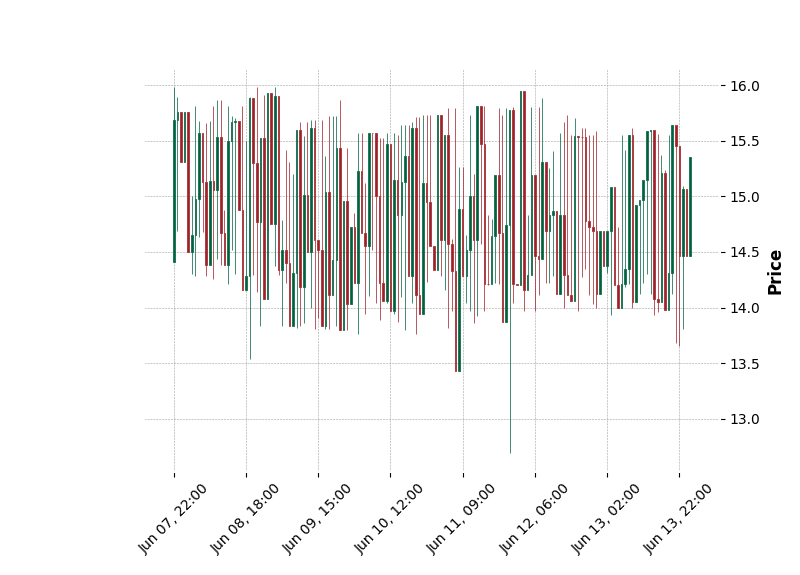 16.0
15.5
15.0
14.5
14.0
13.5
13.0
Price
Jun 07, 22:00
Jun 08, 18:00
Jun 09, 15:00
Jun 10, 12:00
Jun 11, 09:00
Jun 12, 06:00
Jun 13, 02:00
Jun 13, 22:00